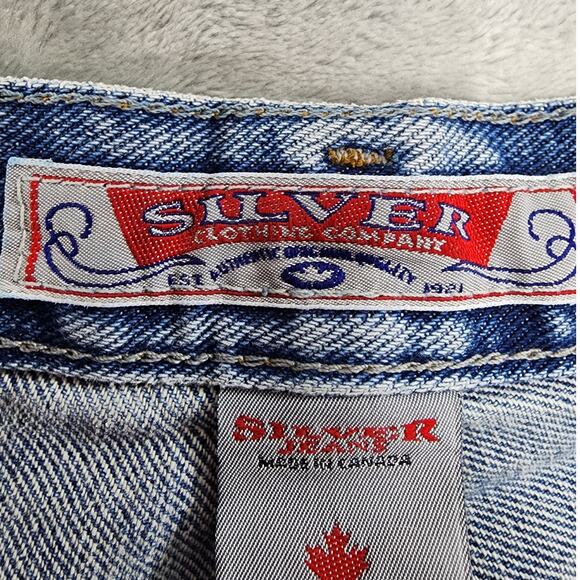 SILVER
CLOTHING COMPANY
EST. AUTHENTIC ORIGINAL QUALITY 1921
SILVER
JEANS
MADE IN CANADA